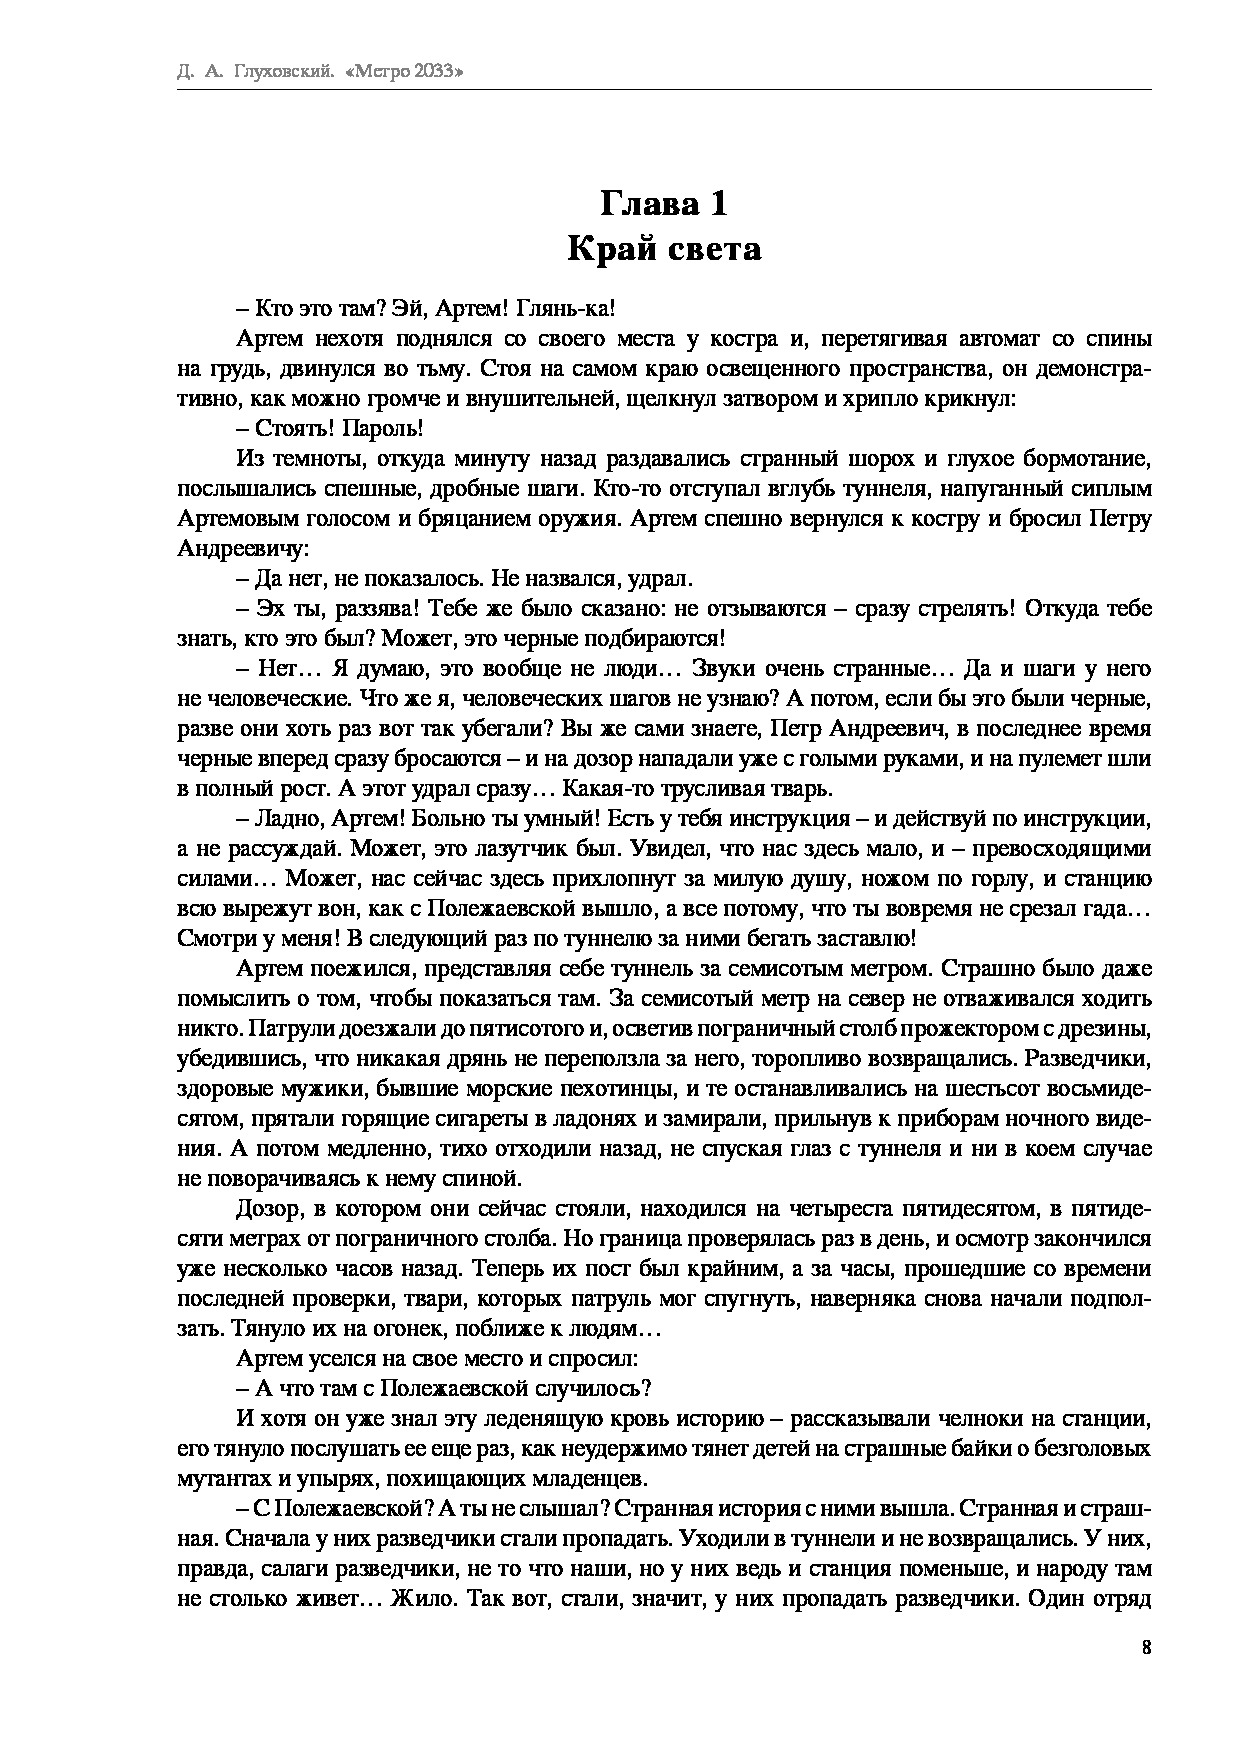 Д. А. Глуховский. «Метро 2033»
Глава 1
Край света
– Кто это там? Эй, Артем! Глянь-ка!
Артем нехотя поднялся со своего места у костра и, перетягивая автомат со спины
на грудь, двинулся во тьму. Стоя на самом краю освещенного пространства, он демонстра-
тивно, как можно громче и внушительней, щелкнул затвором и хрипло крикнул:
– Стоять! Пароль!
Из темноты, откуда минуту назад раздавались странный шорох и глухое бормотание,
послышались спешные, дробные шаги. Кто-то отступал вглубь туннеля, напуганный сиплым
Артемовым голосом и бряцанием оружия. Артем спешно вернулся к костру и бросил Петру
Андреевичу:
– Да нет, не показалось. Не назвался, удрал.
– Эх ты, раззява! Тебе же было сказано: не отзываются – сразу стрелять! Откуда тебе
знать, кто это был? Может, это черные подбираются!
– Нет… Я думаю, это вообще не люди… Звуки очень странные… Да и шаги у него
не человеческие. Что же я, человеческих шагов не узнаю? А потом, если бы это были черные,
разве они хоть раз вот так убегали? Вы же сами знаете, Петр Андреевич, в последнее время
черные вперед сразу бросаются – и на дозор нападали уже с голыми руками, и на пулемет шли
в полный рост. А этот удрал сразу… Какая-то трусливая тварь.
– Ладно, Артем! Больно ты умный! Есть у тебя инструкция – и действуй по инструкции,
а не рассуждай. Может, это лазутчик был. Увидел, что нас здесь мало, и – превосходящими
силами… Может, нас сейчас здесь прихлопнут за милую душу, ножом по горлу, и станцию
всю вырежут вон, как с Полежаевской вышло, а все потому, что ты вовремя не срезал гада…
Смотри у меня! В следующий раз по туннелю за ними бегать заставлю!
Артем поежился, представляя себе туннель за семисотым метром. Страшно было даже
помыслить о том, чтобы показаться там. За семисотый метр на север не отваживался ходить
никто. Патрули доезжали до пятисотого и, осветив пограничный столб прожектором с дрезины,
убедившись, что никакая дрянь не переползла за него, торопливо возвращались. Разведчики,
здоровые мужики, бывшие морские пехотинцы, и те останавливались на шестьсот восьмиде-
сятом, прятали горящие сигареты в ладонях и замирали, прильнув к приборам ночного виде-
ния. А потом медленно, тихо отходили назад, не спуская глаз с туннеля и ни в коем случае
не поворачиваясь к нему спиной.
Дозор, в котором они сейчас стояли, находился на четыреста пятидесятом, в пятиде-
сяти метрах от пограничного столба. Но граница проверялась раз в день, и осмотр закончился
уже несколько часов назад. Теперь их пост был крайним, а за часы, прошедшие со времени
последней проверки, твари, которых патруль мог спугнуть, наверняка снова начали подпол-
зать. Тянуло их на огонек, поближе к людям…
Артем уселся на свое место и спросил:
– А что там с Полежаевской случилось?
И хотя он уже знал эту леденящую кровь историю – рассказывали челноки на станции,
его тянуло послушать ее еще раз, как неудержимо тянет детей на страшные байки о безголовых
мутантах и упырях, похищающих младенцев.
– С Полежаевской? А ты не слышал? Странная история с ними вышла. Странная и страш-
ная. Сначала у них разведчики стали пропадать. Уходили в туннели и не возвращались. У них,
правда, салаги разведчики, не то что наши, но у них ведь и станция поменьше, и народу там
не столько живет… Жило. Так вот, стали, значит, у них пропадать разведчики. Один отряд
8